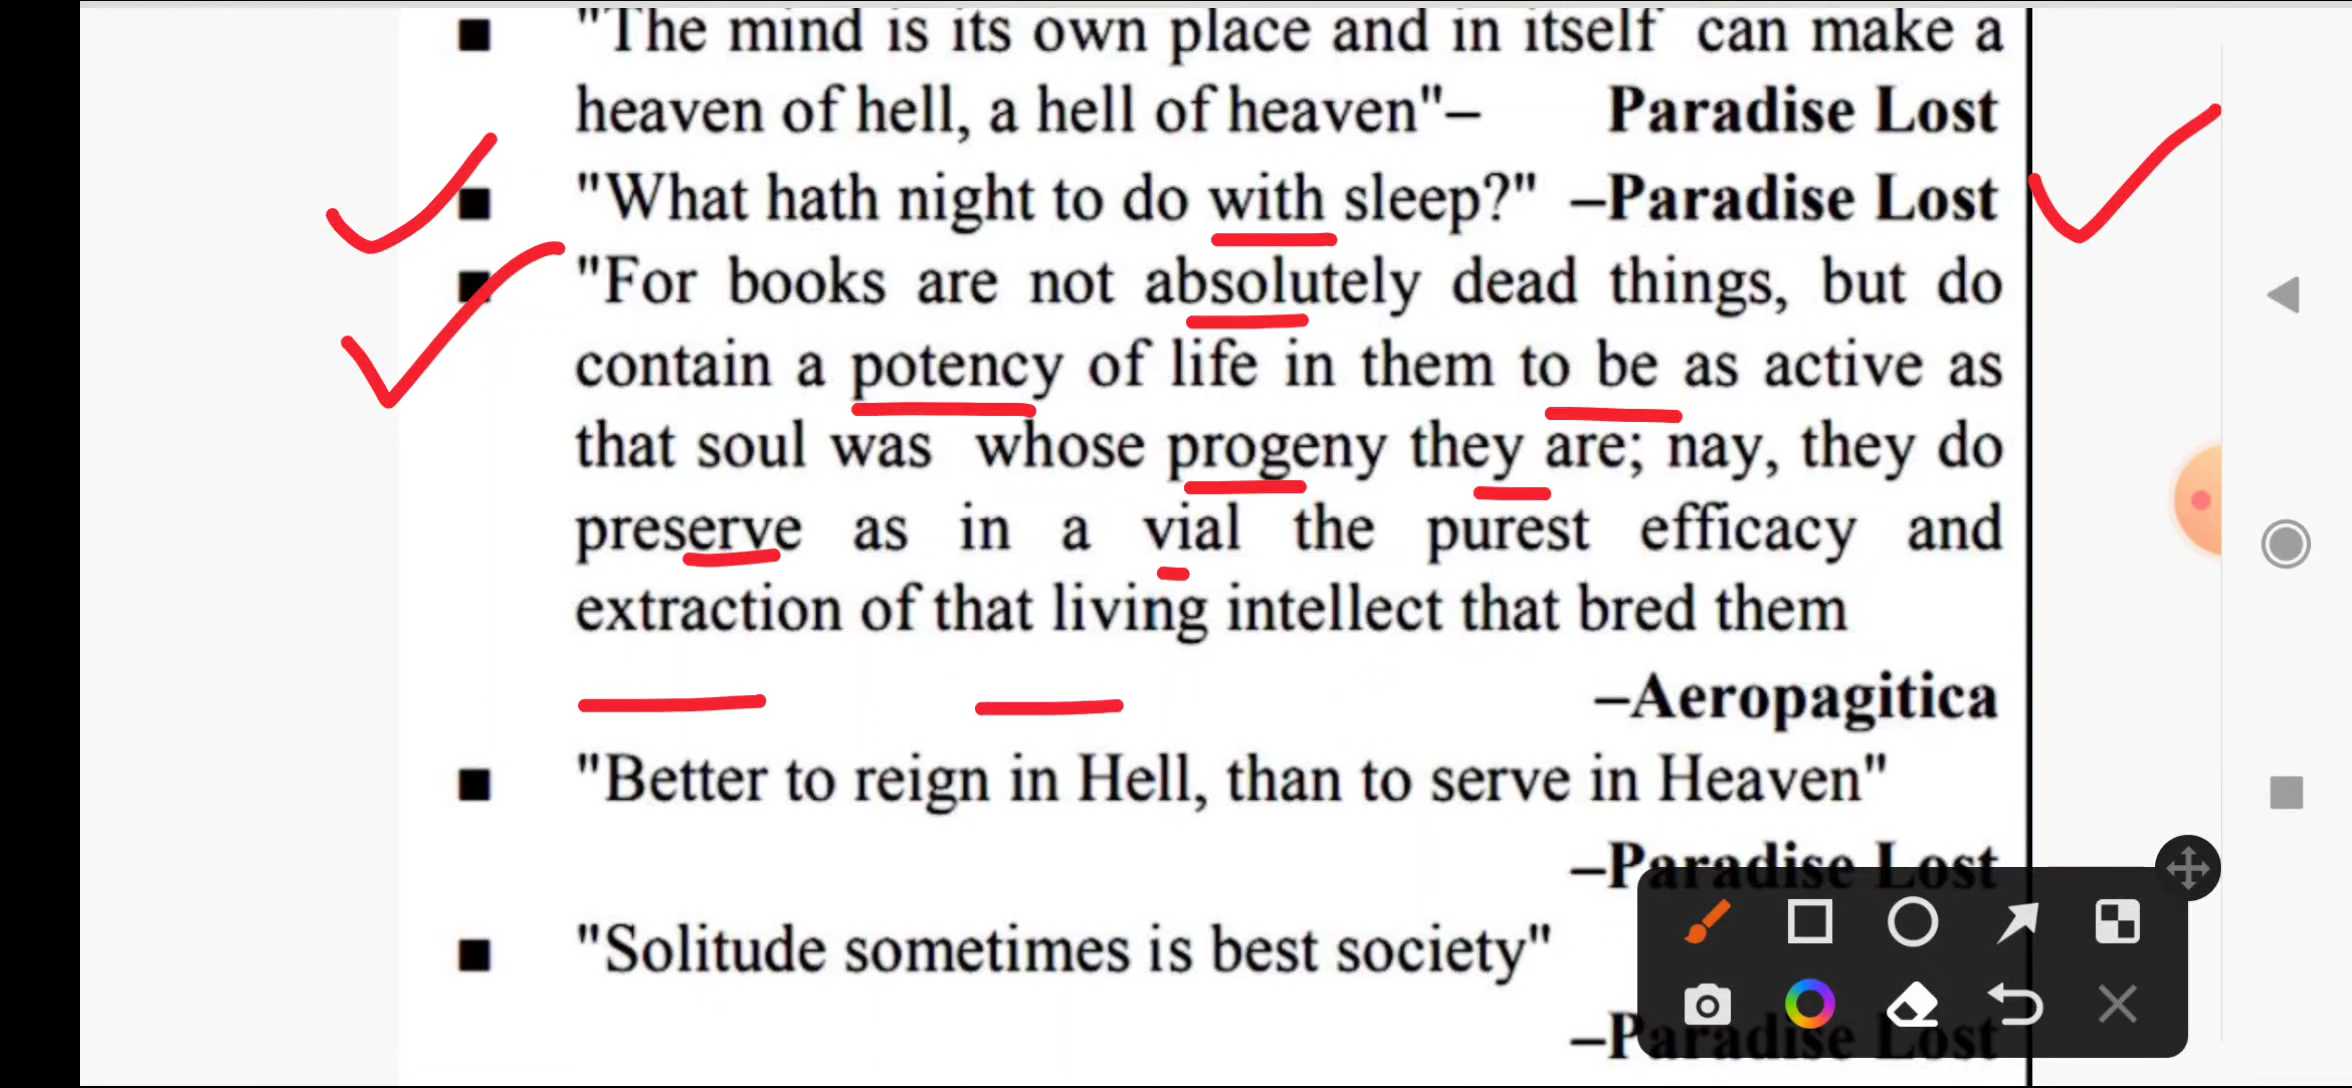 ■ "The mind is its own place and in itself can make a
heaven of hell, a hell of heaven"– Paradise Lost
■ "What hath night to do with sleep?" –Paradise Lost
■ "For books are not absolutely dead things, but do
contain a potency of life in them to be as active as
that soul was whose progeny they are; nay, they do
preserve as in a vial the purest efficacy and
extraction of that living intellect that bred them
–Aeropagitica
■ "Better to reign in Hell, than to serve in Heaven"
–Paradise Lost
■ "Solitude sometimes is best society"
–Paradise Lost